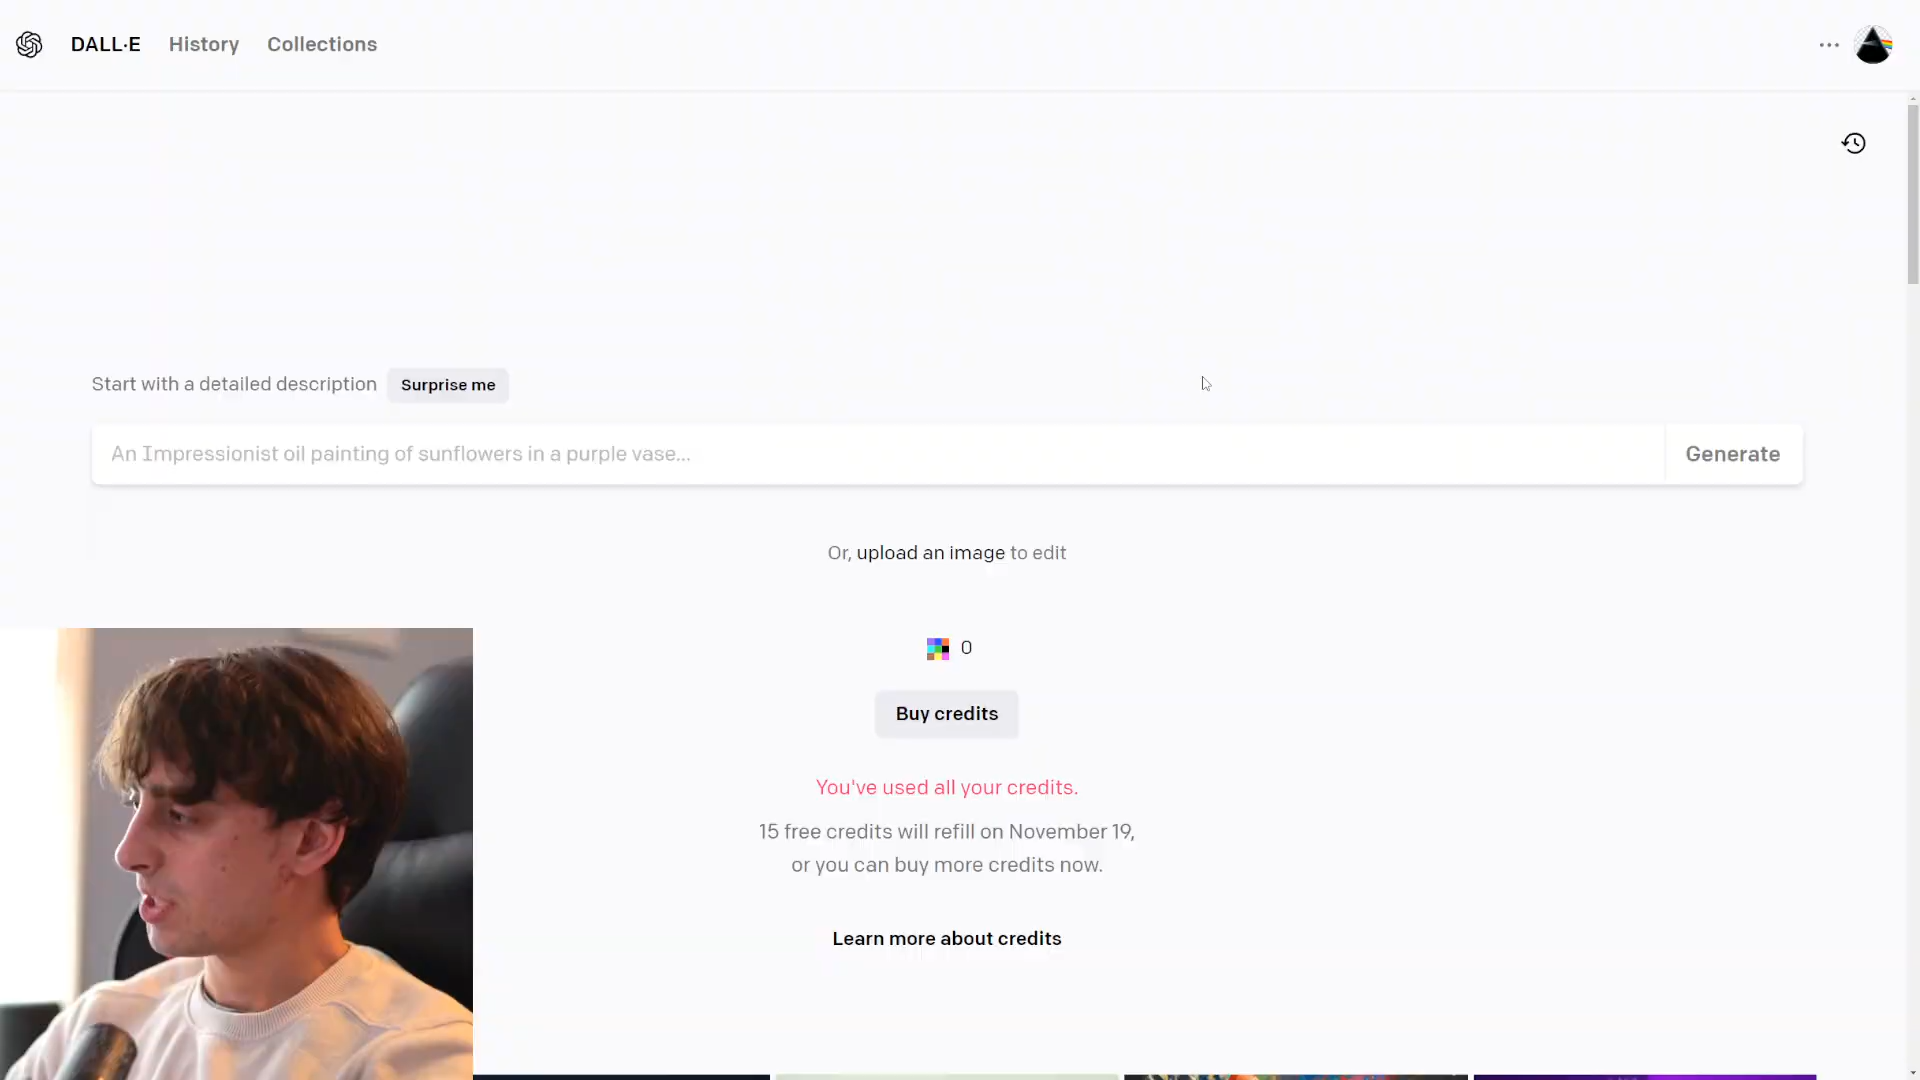 DALL·E History Collections
Start with a detailed description Surprise me
An Impressionist oil painting of sunflowers in a purple vase... Generate
Or, upload an image to edit
0
Buy credits
You've used all your credits.
15 free credits will refill on November 19,
or you can buy more credits now.
Learn more about credits